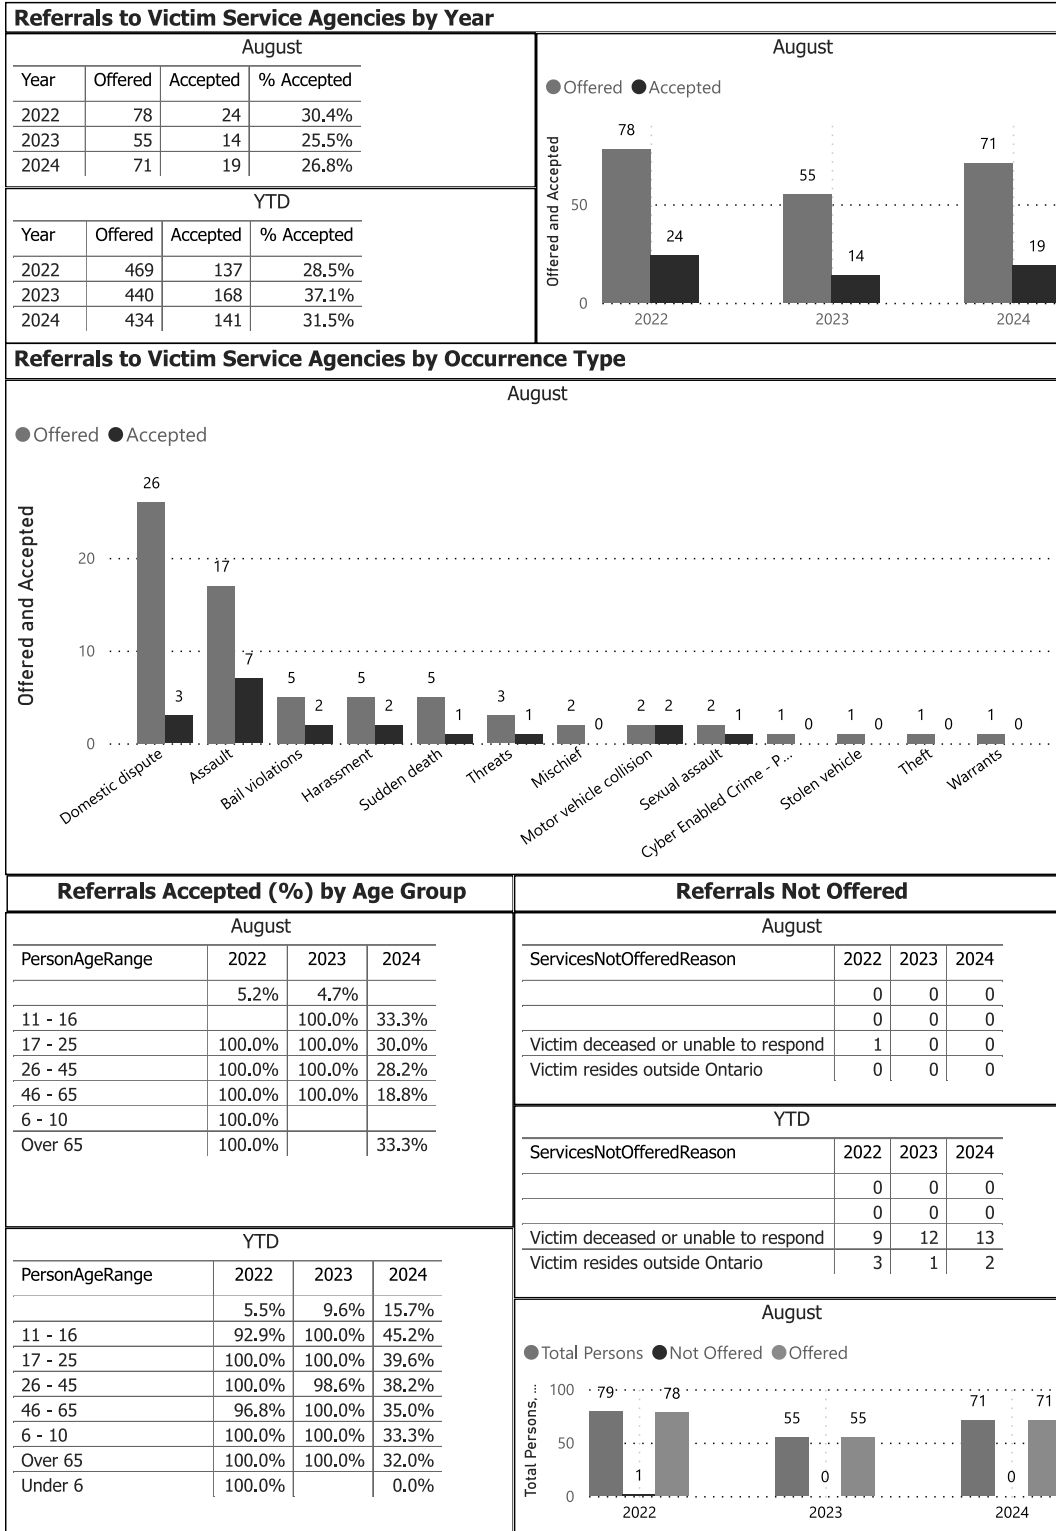 Referrals to Victim Service Agencies by Year
August
Year Offered Accepted % Accepted
2022 78 24 30.4%
2023 55 14 25.5%
2024 71 19 26.8%
YTD
Year Offered Accepted % Accepted
2022 469 137 28.5%
2023 440 168 37.1%
2024 434 141 31.5%
August
Offered Accepted
Offered and Accepted
50
0
78
24
55
14
71
19
2022 2023 2024
Referrals to Victim Service Agencies by Occurrence Type
August
Offered Accepted
Offered and Accepted
20
10
0
26 3
17 7
5 2
5 2
5 1
3 1
2 0
2 2
2 1
1 0
1 0
1 0
1 0
Domestic dispute
Assault
Bail violations
Harassment
Sudden death
Threats
Mischief
Motor vehicle collision
Sexual assault
Cyber Enabled Crime - P...
Stolen vehicle
Theft
Warrants
Referrals Accepted (%) by Age Group
August
PersonAgeRange 2022 2023 2024
5.2% 4.7%
11 - 16 100.0% 33.3%
17 - 25 100.0% 100.0% 30.0%
26 - 45 100.0% 100.0% 28.2%
46 - 65 100.0% 100.0% 18.8%
6 - 10 100.0%
Over 65 100.0% 33.3%
YTD
PersonAgeRange 2022 2023 2024
5.5% 9.6% 15.7%
11 - 16 92.9% 100.0% 45.2%
17 - 25 100.0% 100.0% 39.6%
26 - 45 100.0% 98.6% 38.2%
46 - 65 96.8% 100.0% 35.0%
6 - 10 100.0% 100.0% 33.3%
Over 65 100.0% 100.0% 32.0%
Under 6 100.0% 0.0%
Referrals Not Offered
August
ServicesNotOfferedReason 2022 2023 2024
0 0 0
0 0 0
Victim deceased or unable to respond 1 0 0
Victim resides outside Ontario 0 0 0
YTD
ServicesNotOfferedReason 2022 2023 2024
0 0 0
0 0 0
Victim deceased or unable to respond 9 12 13
Victim resides outside Ontario 3 1 2
August
Total Persons Not Offered Offered
Total Persons, ...
100
50
0
79 1 78
55 0 55
71 0 71
2022 2023 2024